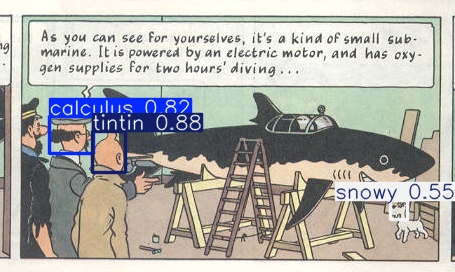 As you can see for yourselves, it's a kind of small sub-
marine. It is powered by an electric motor, and has oxy-
gen supplies for two hours' diving...
calculus 0.82
tintin 0.88
snowy 0.55